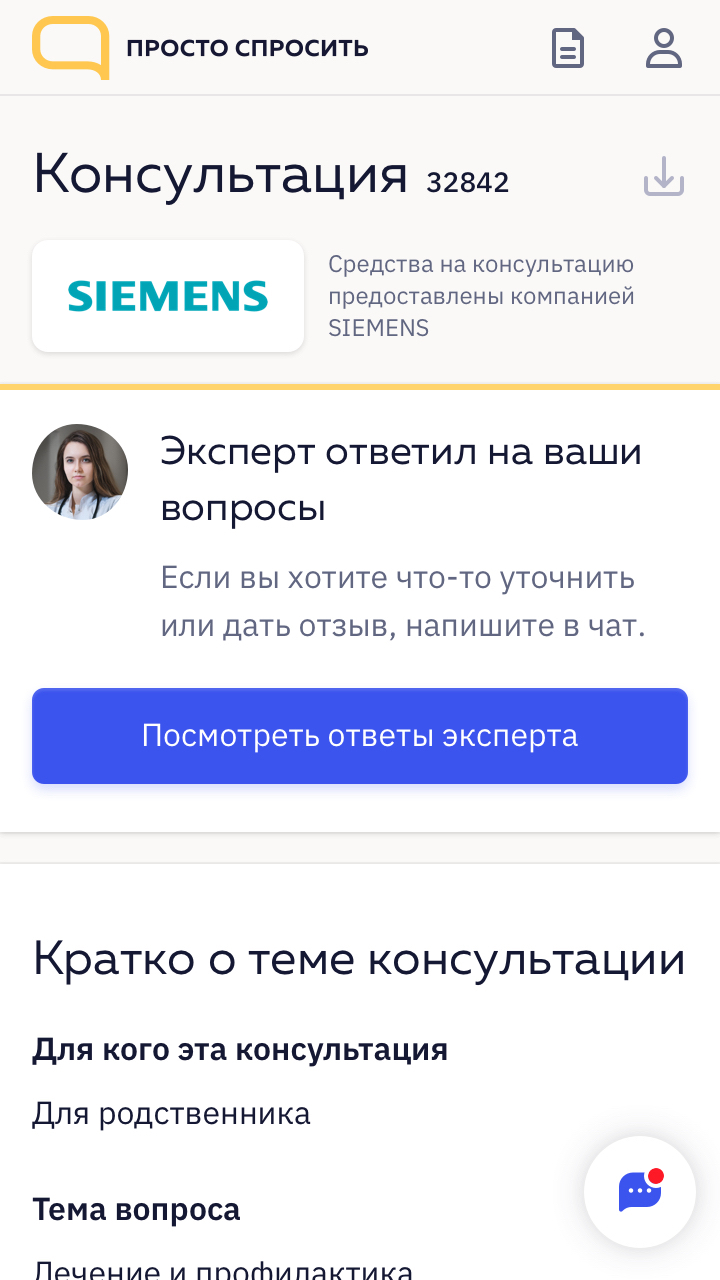 ПРОСТО СПРОСИТЬ
Консультация 32842
SIEMENS
Средства на консультацию
предоставлены компанией
SIEMENS
Эксперт ответил на ваши
вопросы
Если вы хотите что-то уточнить
или дать отзыв, напишите в чат.
Посмотреть ответы эксперта
Кратко о теме консультации
Для кого эта консультация
Для родственника
Тема вопроса
Лечение и профилактика